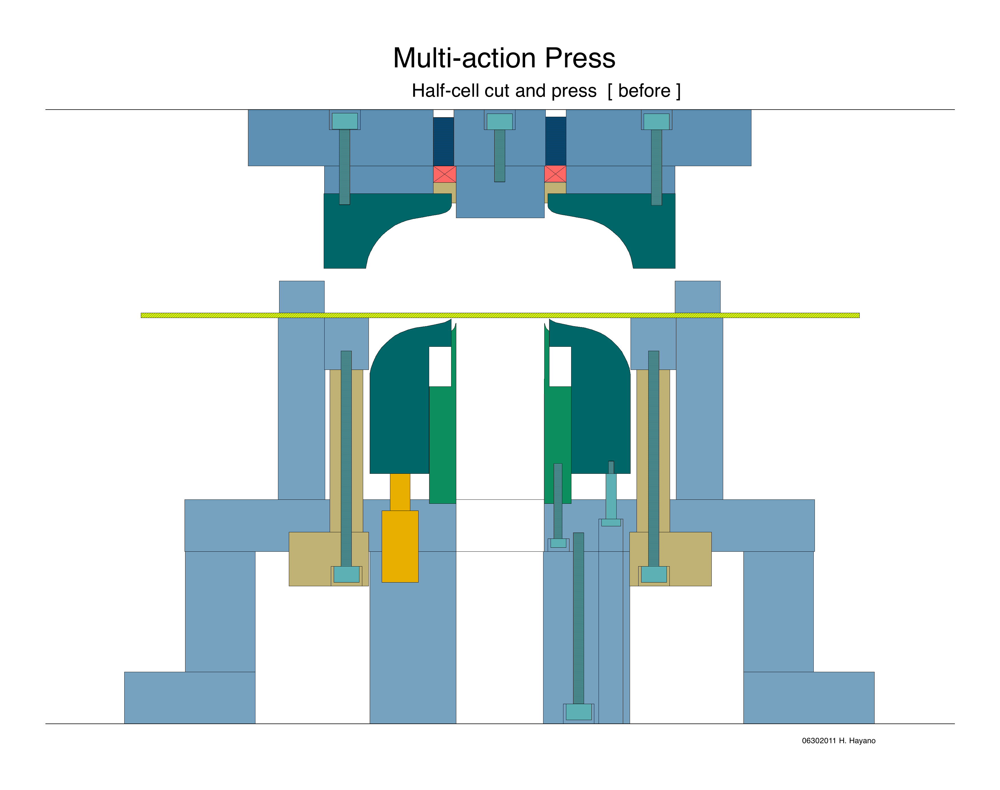 Multi-action Press
Half-cell cut and press [ before ]
06302011 H. Hayano